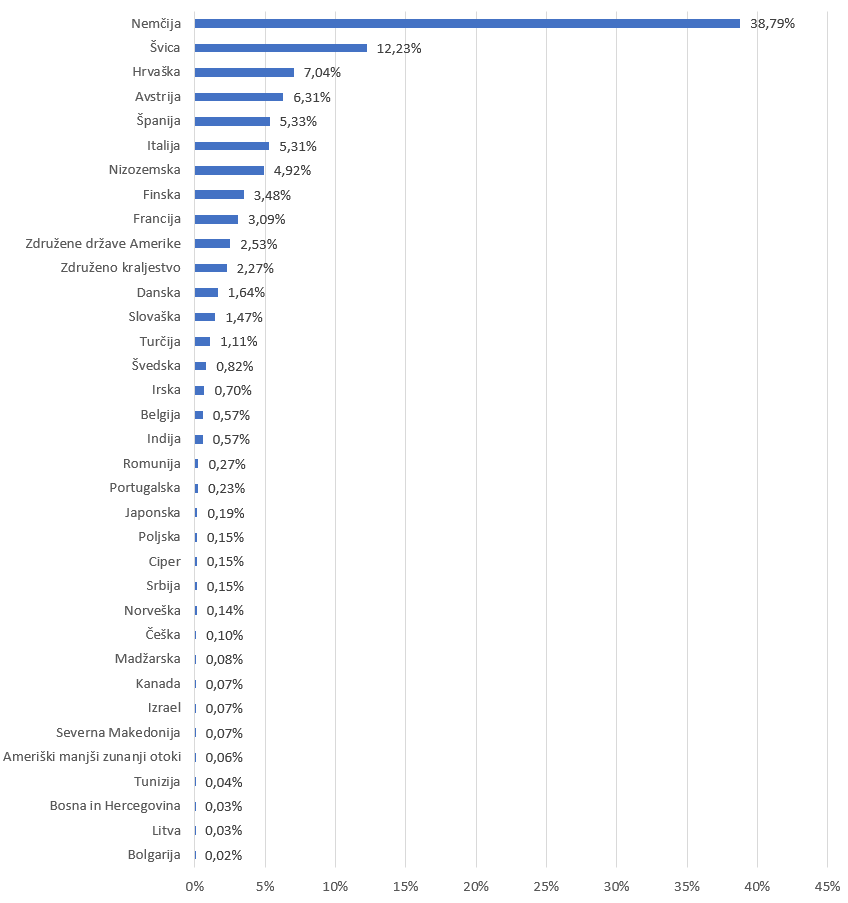 Nemčija 38,79%
Švica 12,23%
Hrvaška 7,04%
Avstrija 6,31%
Španija 5,33%
Italija 5,31%
Nizozemska 4,92%
Finska 3,48%
Francija 3,09%
Združene države Amerike 2,53%
Združeno kraljestvo 2,27%
Danska 1,64%
Slovaška 1,47%
Turčija 1,11%
Švedska 0,82%
Irska 0,70%
Belgija 0,57%
Indija 0,57%
Romunija 0,27%
Portugalska 0,23%
Japonska 0,19%
Poljska 0,15%
Ciper 0,15%
Srbija 0,15%
Norveška 0,14%
Češka 0,10%
Madžarska 0,08%
Kanada 0,07%
Izrael 0,07%
Severna Makedonija 0,07%
Ameriški manjši zunanji otoki 0,06%
Tunizija 0,04%
Bosna in Hercegovina 0,03%
Litva 0,03%
Bolgarija 0,02%
0% 5% 10% 15% 20% 25% 30% 35% 40% 45%